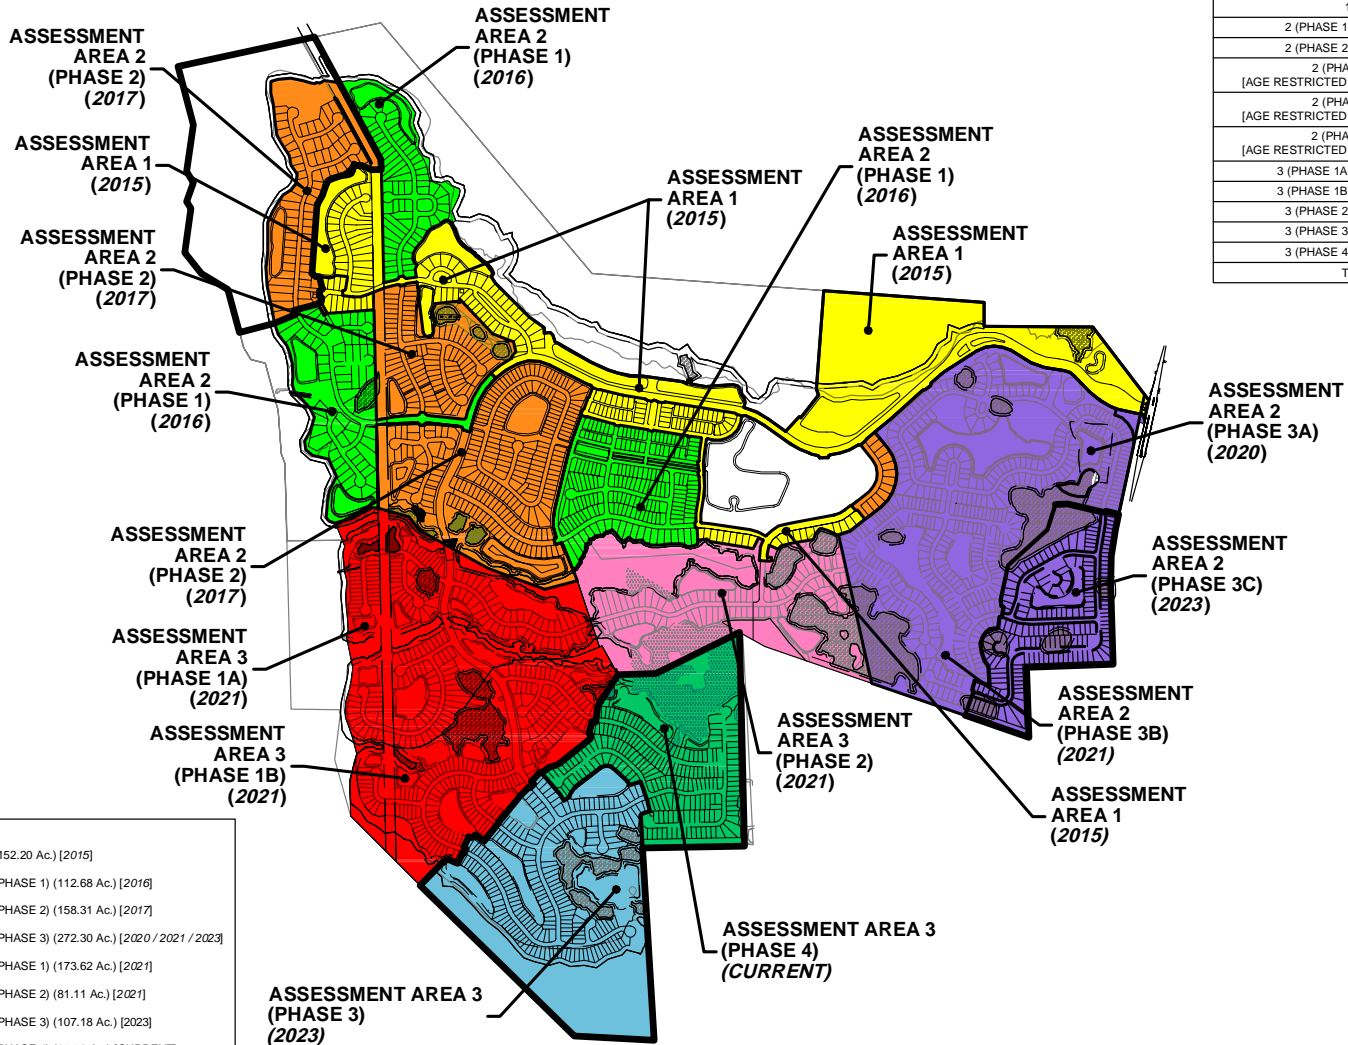 ASSESSMENT
AREA 2
(PHASE 2)
(2017)
ASSESSMENT
AREA 2
(PHASE 1)
(2016)
ASSESSMENT
AREA 1
(2015)
ASSESSMENT
AREA 2
(PHASE 2)
(2017)
ASSESSMENT
AREA 2
(PHASE 1)
(2016)
ASSESSMENT
AREA 1
(2015)
ASSESSMENT
AREA 2
(PHASE 1)
(2016)
ASSESSMENT
AREA 1
(2015)
ASSESSMENT
AREA 2
(PHASE 3A)
(2020)
ASSESSMENT
AREA 2
(PHASE 3C)
(2023)
ASSESSMENT
AREA 2
(PHASE 3B)
(2021)
ASSESSMENT
AREA 1
(2015)
ASSESSMENT
AREA 2
(PHASE 2)
(2017)
ASSESSMENT
AREA 3
(PHASE 1A)
(2021)
ASSESSMENT
AREA 3
(PHASE 1B)
(2021)
ASSESSMENT
AREA 3
(PHASE 2)
(2021)
ASSESSMENT AREA 3
(PHASE 4)
(CURRENT)
ASSESSMENT AREA 3
(PHASE 3)
(2023)
2 (PHASE 1
2 (PHASE 2
2 (PHA
[AGE RESTRICTED
2 (PHA
[AGE RESTRICTED
2 (PHA
[AGE RESTRICTED
3 (PHASE 1A
3 (PHASE 1B
3 (PHASE 2
3 (PHASE 3
3 (PHASE 4
T
152.20 Ac.) [2015]
PHASE 1) (112.68 Ac.) [2016]
PHASE 2) (158.31 Ac.) [2017]
PHASE 3) (272.30 Ac.) [2020 / 2021 / 2023]
PHASE 1) (173.62 Ac.) [2021]
PHASE 2) (81.11 Ac.) [2021]
PHASE 3) (107.18 Ac.) [2023]